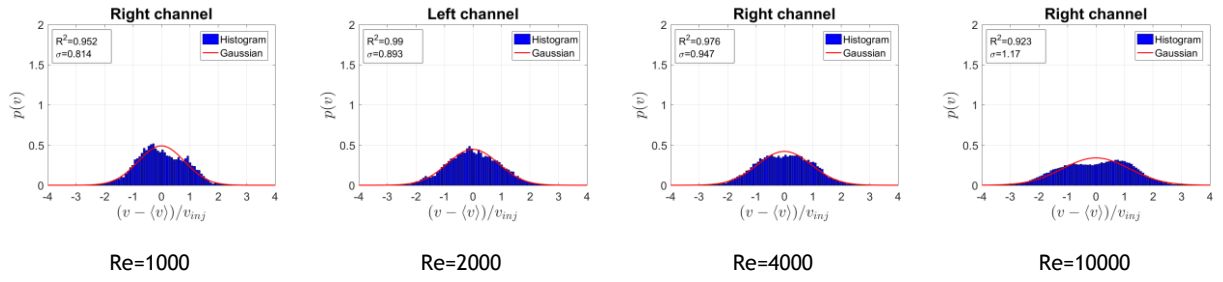 Right channel
R²=0.952
σ=0.814
Histogram
Gaussian
p(v)
2
1.5
1
0.5
0
-4 -3 -2 -1 0 1 2 3 4
(v − ⟨v⟩)/v_inj
Re=1000
Left channel
R²=0.99
σ=0.893
Histogram
Gaussian
p(v)
2
1.5
1
0.5
0
-4 -3 -2 -1 0 1 2 3 4
(v − ⟨v⟩)/v_inj
Re=2000
Right channel
R²=0.976
σ=0.947
Histogram
Gaussian
p(v)
2
1.5
1
0.5
0
-4 -3 -2 -1 0 1 2 3 4
(v − ⟨v⟩)/v_inj
Re=4000
Right channel
R²=0.923
σ=1.17
Histogram
Gaussian
p(v)
2
1.5
1
0.5
0
-4 -3 -2 -1 0 1 2 3 4
(v − ⟨v⟩)/v_inj
Re=10000